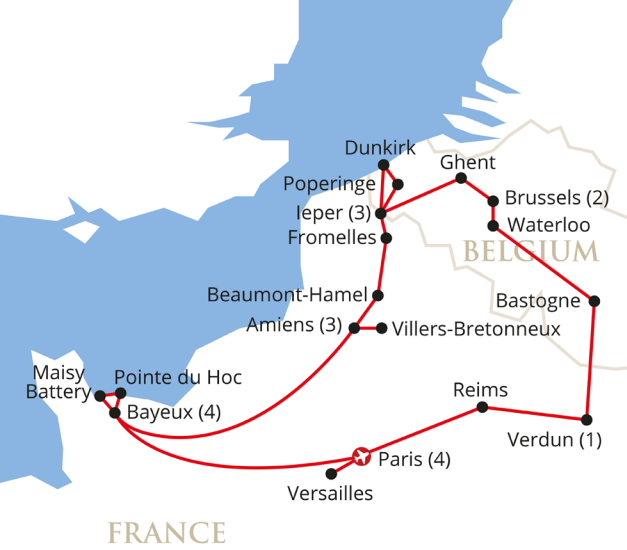 Dunkirk
Ghent
Poperinge
Brussels (2)
Ieper (3)
Waterloo
Fromelles
BELGIUM
Beaumont-Hamel
Bastogne
Amiens (3)
Villers-Bretonneux
Maisy
Battery
Pointe du Hoc
Reims
Bayeux (4)
Verdun (1)
Paris (4)
Versailles
FRANCE